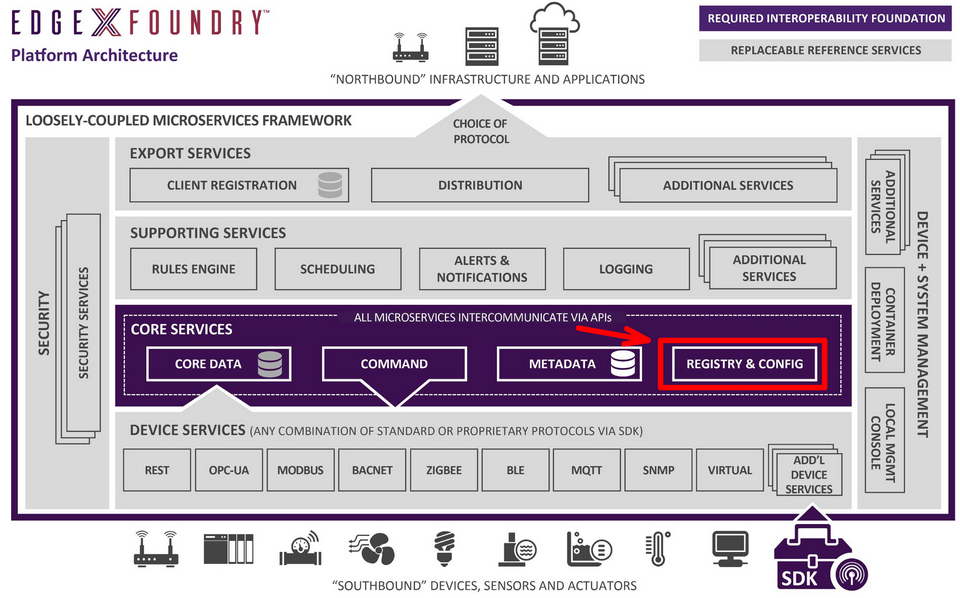 EDGE X FOUNDRY™
Platform Architecture
REQUIRED INTEROPERABILITY FOUNDATION
REPLACEABLE REFERENCE SERVICES
“NORTHBOUND” INFRASTRUCTURE AND APPLICATIONS
LOOSELY-COUPLED MICROSERVICES FRAMEWORK
CHOICE OF
PROTOCOL
SECURITY
SECURITY SERVICES
EXPORT SERVICES
CLIENT REGISTRATION
DISTRIBUTION
ADDITIONAL SERVICES
SUPPORTING SERVICES
RULES ENGINE
SCHEDULING
ALERTS &
NOTIFICATIONS
LOGGING
ADDITIONAL
SERVICES
ALL MICROSERVICES INTERCOMMUNICATE VIA APIs
CORE SERVICES
CORE DATA
COMMAND
METADATA
REGISTRY & CONFIG
DEVICE SERVICES (ANY COMBINATION OF STANDARD OR PROPRIETARY PROTOCOLS VIA SDK)
REST
OPC-UA
MODBUS
BACNET
ZIGBEE
BLE
MQTT
SNMP
VIRTUAL
ADD’L
DEVICE
SERVICES
ADDITIONAL
SERVICES
CONTAINER
DEPLOYMENT
LOCAL MGMT
CONSOLE
DEVICE + SYSTEM MANAGEMENT
“SOUTHBOUND” DEVICES, SENSORS AND ACTUATORS
SDK